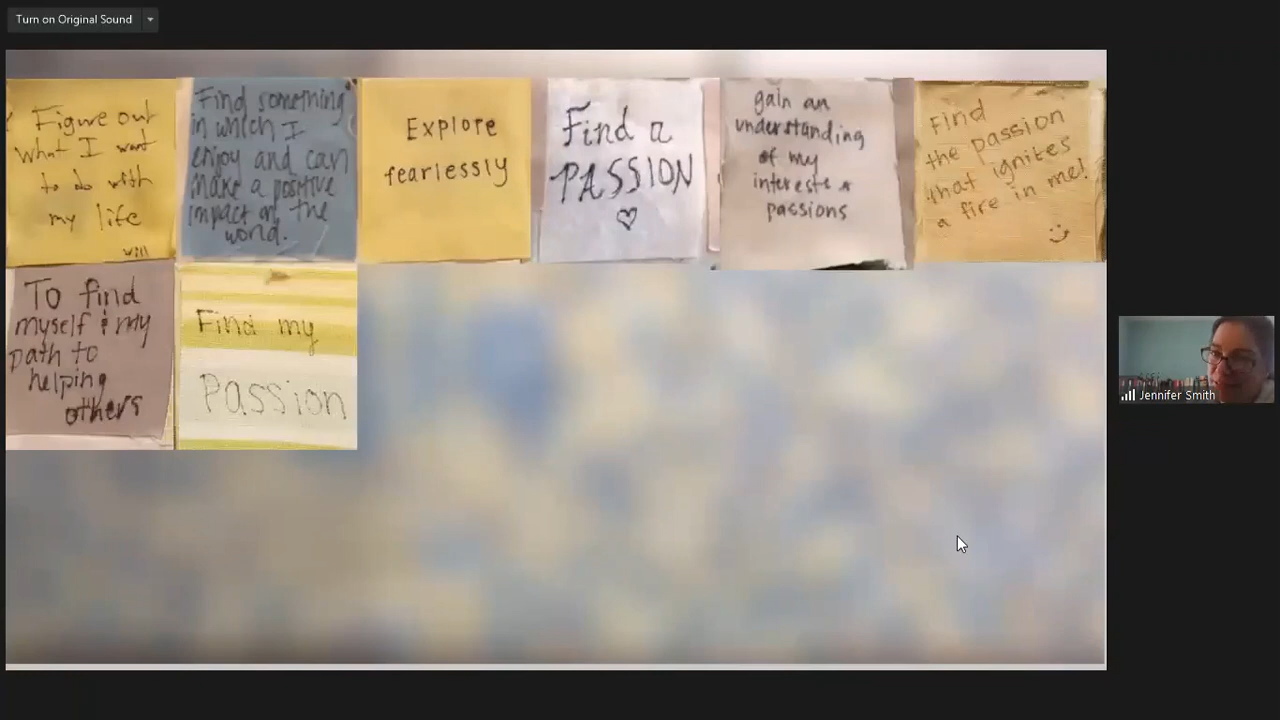 Turn on Original Sound
Figure out
what I want
to do with
my life
will
Find something
in which I
enjoy and can
make a positive
impact on the
world.
Explore
fearlessly
Find a
PASSION
gain an
understanding
of my
interests &
passions
Find
the passion
that ignites
a fire in me!
To find
myself & my
path to
helping
others
Find my
Passion
Jennifer Smith